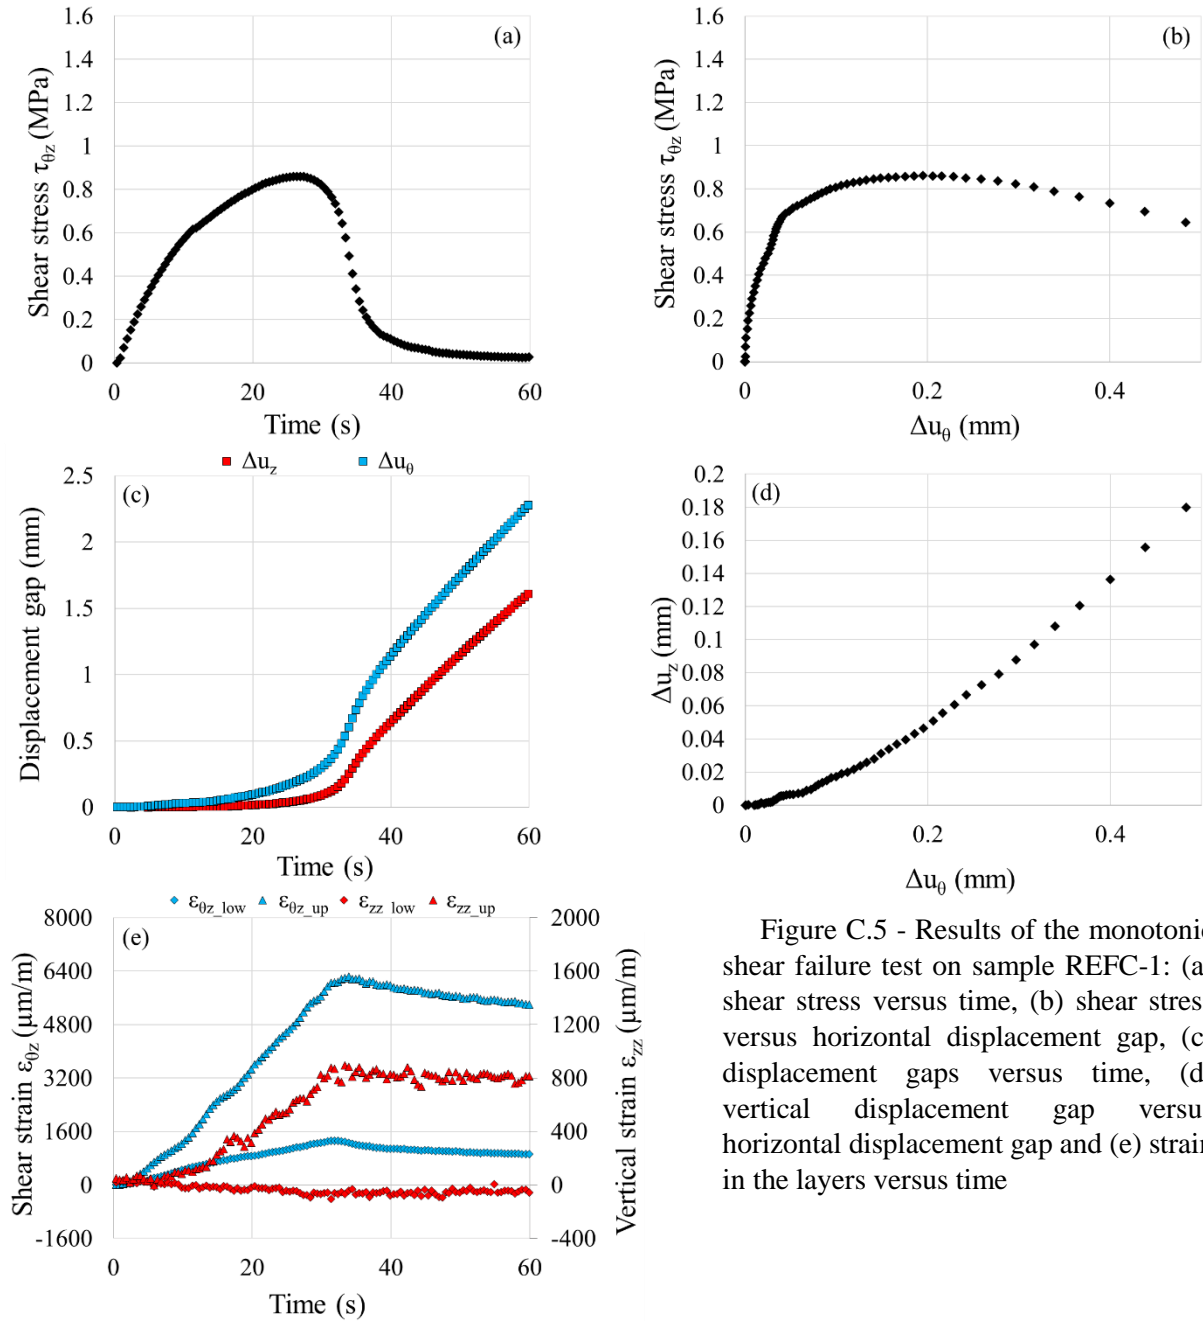 (a)
1.6
1.4
1.2
1
0.8
0.6
0.4
0.2
0
Shear stress τθz (MPa)
0 20 40 60
Time (s)
(b)
1.6
1.4
1.2
1
0.8
0.6
0.4
0.2
0
Shear stress τθz (MPa)
0 0.2 0.4
Δuθ (mm)
Δuz Δuθ
(c)
2.5
2
1.5
1
0.5
0
Displacement gap (mm)
0 20 40 60
Time (s)
(d)
0.2
0.18
0.16
0.14
0.12
0.1
0.08
0.06
0.04
0.02
0
Δuz (mm)
0 0.2 0.4
Δuθ (mm)
εθz_low εθz_up εzz_low εzz_up
(e)
8000
6400
4800
3200
1600
0
-1600
Shear strain εθz (μm/m)
2000
1600
1200
800
400
0
-400
Vertical strain εzz (μm/m)
0 20 40 60
Time (s)
Figure C.5 - Results of the monotonic
shear failure test on sample REFC-1: (a
shear stress versus time, (b) shear stres
versus horizontal displacement gap, (c
displacement gaps versus time, (d
vertical displacement gap versu
horizontal displacement gap and (e) strain
in the layers versus time